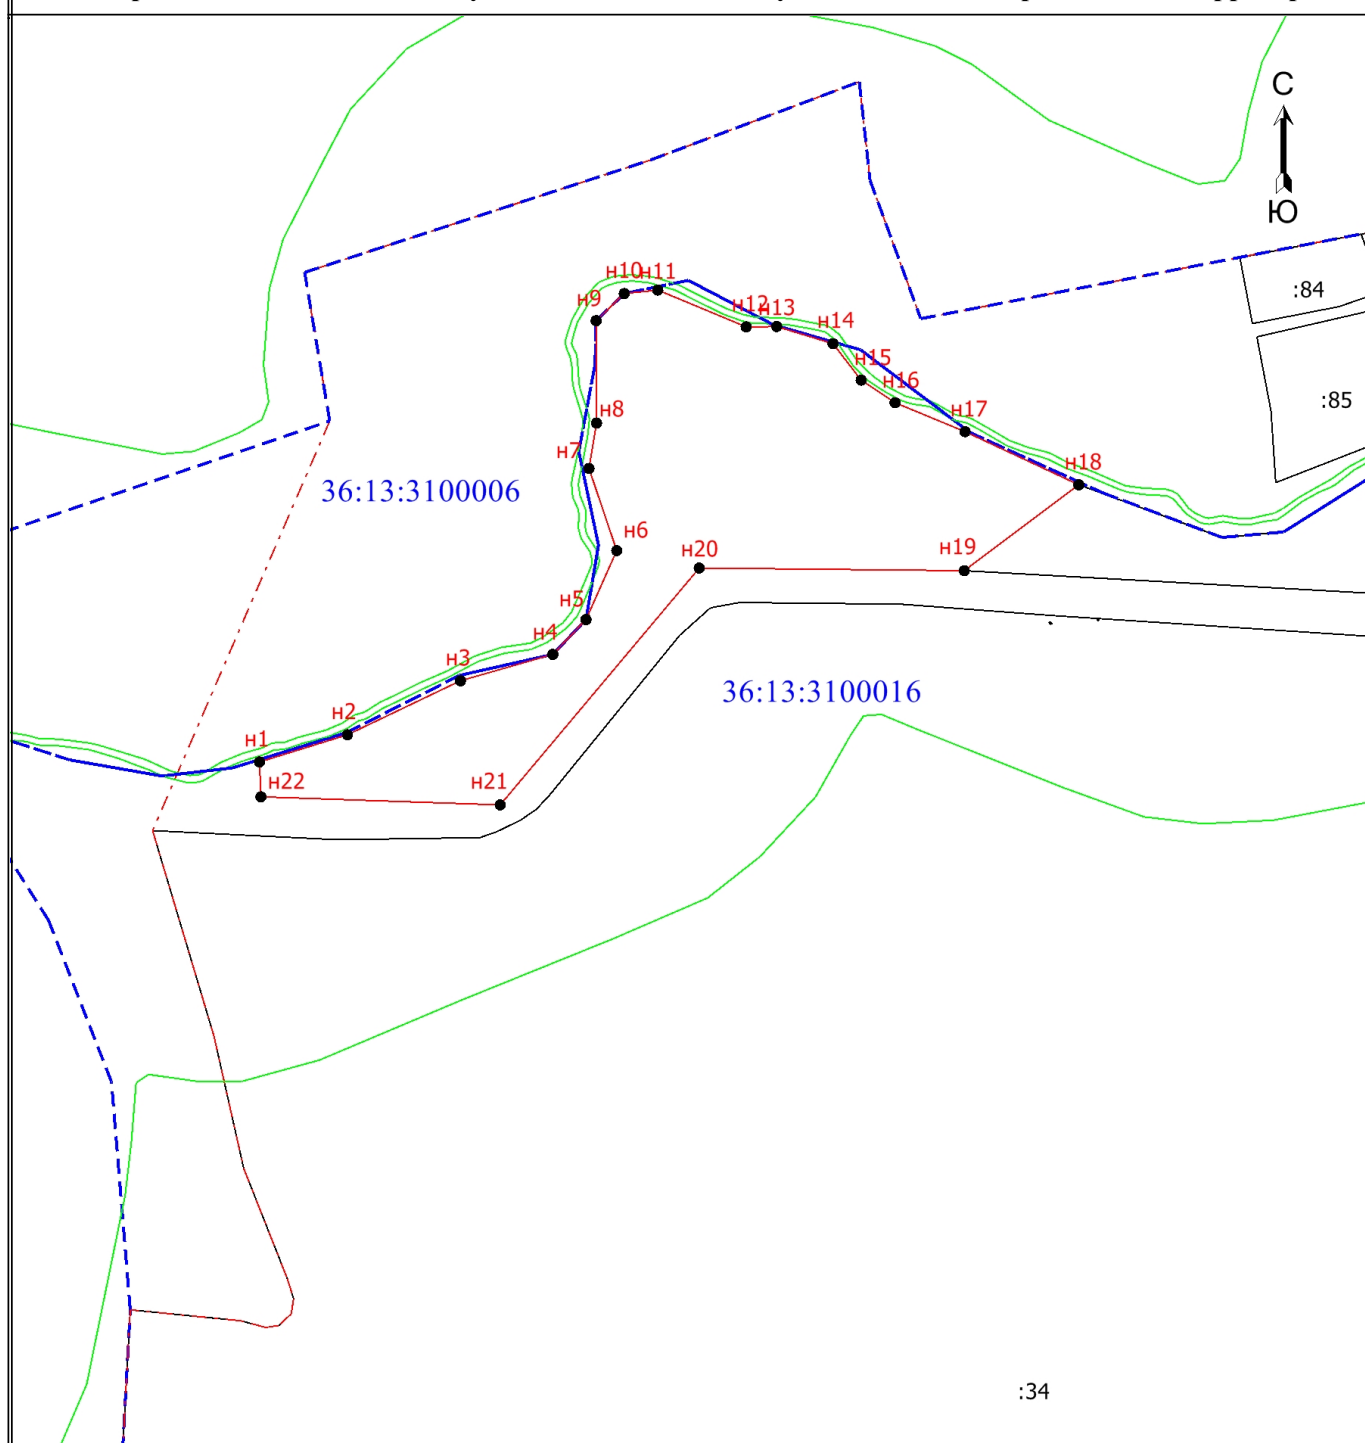 С
Ю
н10
н11
:84
н9
н12
н13
н14
н15
н16
:85
н8
н17
н7
н18
36:13:3100006
н6
н20
н19
н5
н4
н3
36:13:3100016
н2
н1
н22
н21
:34